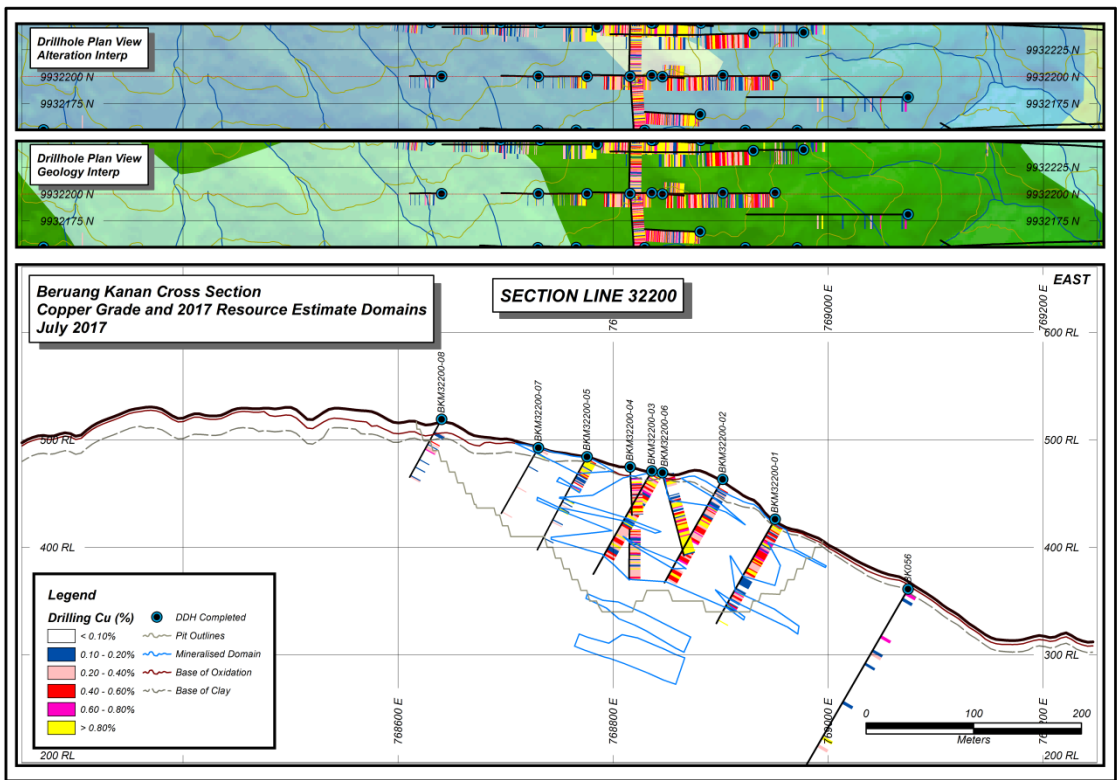 Drillhole Plan View
Alteration Interp
9932225 N
9932200 N
9932200 N
9932175 N
9932175 N
Drillhole Plan View
Geology Interp
9932225 N
9932200 N
9932200 N
9932175 N
9932175 N
Beruang Kanan Cross Section
Copper Grade and 2017 Resource Estimate Domains
July 2017
SECTION LINE 32200
EAST
769000 E
769200 E
600 RL
BKM32200-08
BKM32200-07
BKM32200-05
BKM32200-04
BKM32200-03
BKM32200-06
BKM32200-02
BKM32200-01
BK056
500 RL
500 RL
400 RL
400 RL
300 RL
200 RL
200 RL
768600 E
768800 E
769000 E
Legend
Drilling Cu (%)
DDH Completed
< 0.10%
Pit Outlines
0.10 - 0.20%
Mineralised Domain
0.20 - 0.40%
Base of Oxidation
0.40 - 0.60%
Base of Clay
0.60 - 0.80%
> 0.80%
0
100
200
Meters